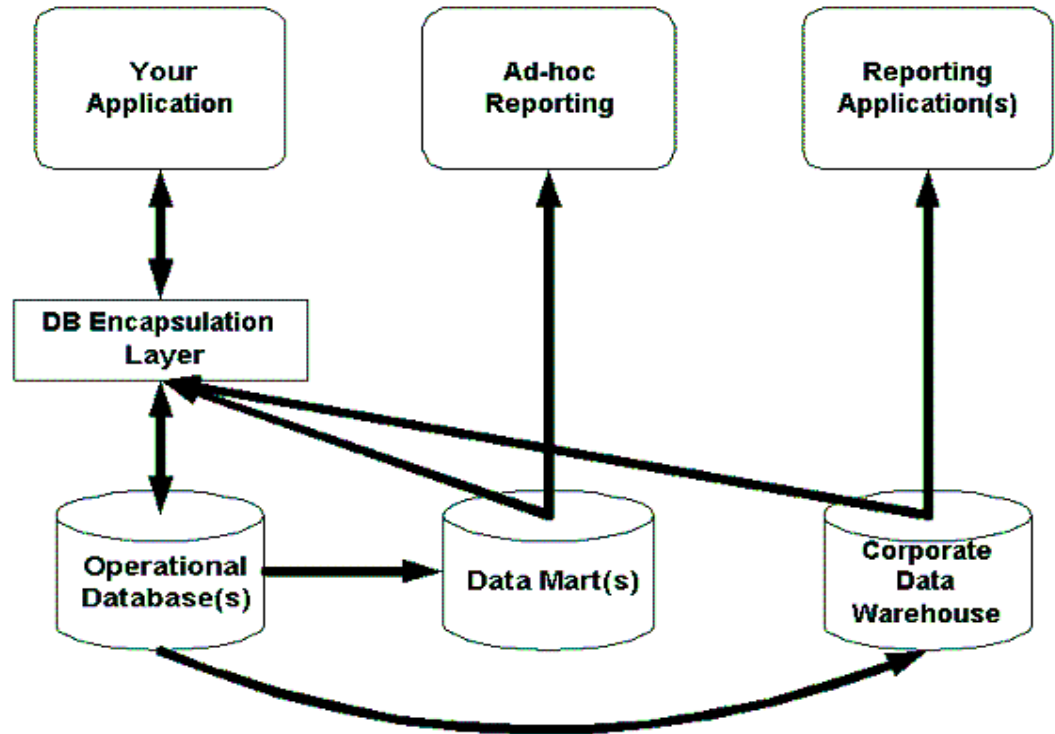 Your
Application
Ad-hoc
Reporting
Reporting
Application(s)
DB Encapsulation
Layer
Operational
Database(s)
Data Mart(s)
Corporate
Data
Warehouse